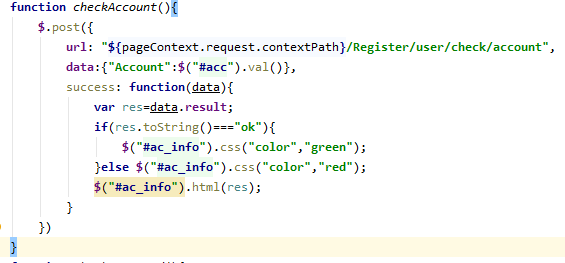 function checkAccount(){
$.post({
url: "${pageContext.request.contextPath}/Register/user/check/account",
data:{"Account":$("#acc").val()},
success: function(data){
var res=data.result;
if(res.toString()==="ok"){
$("#ac_info").css("color","green");
}else $("#ac_info").css("color","red");
$("#ac_info").html(res);
}
})
}